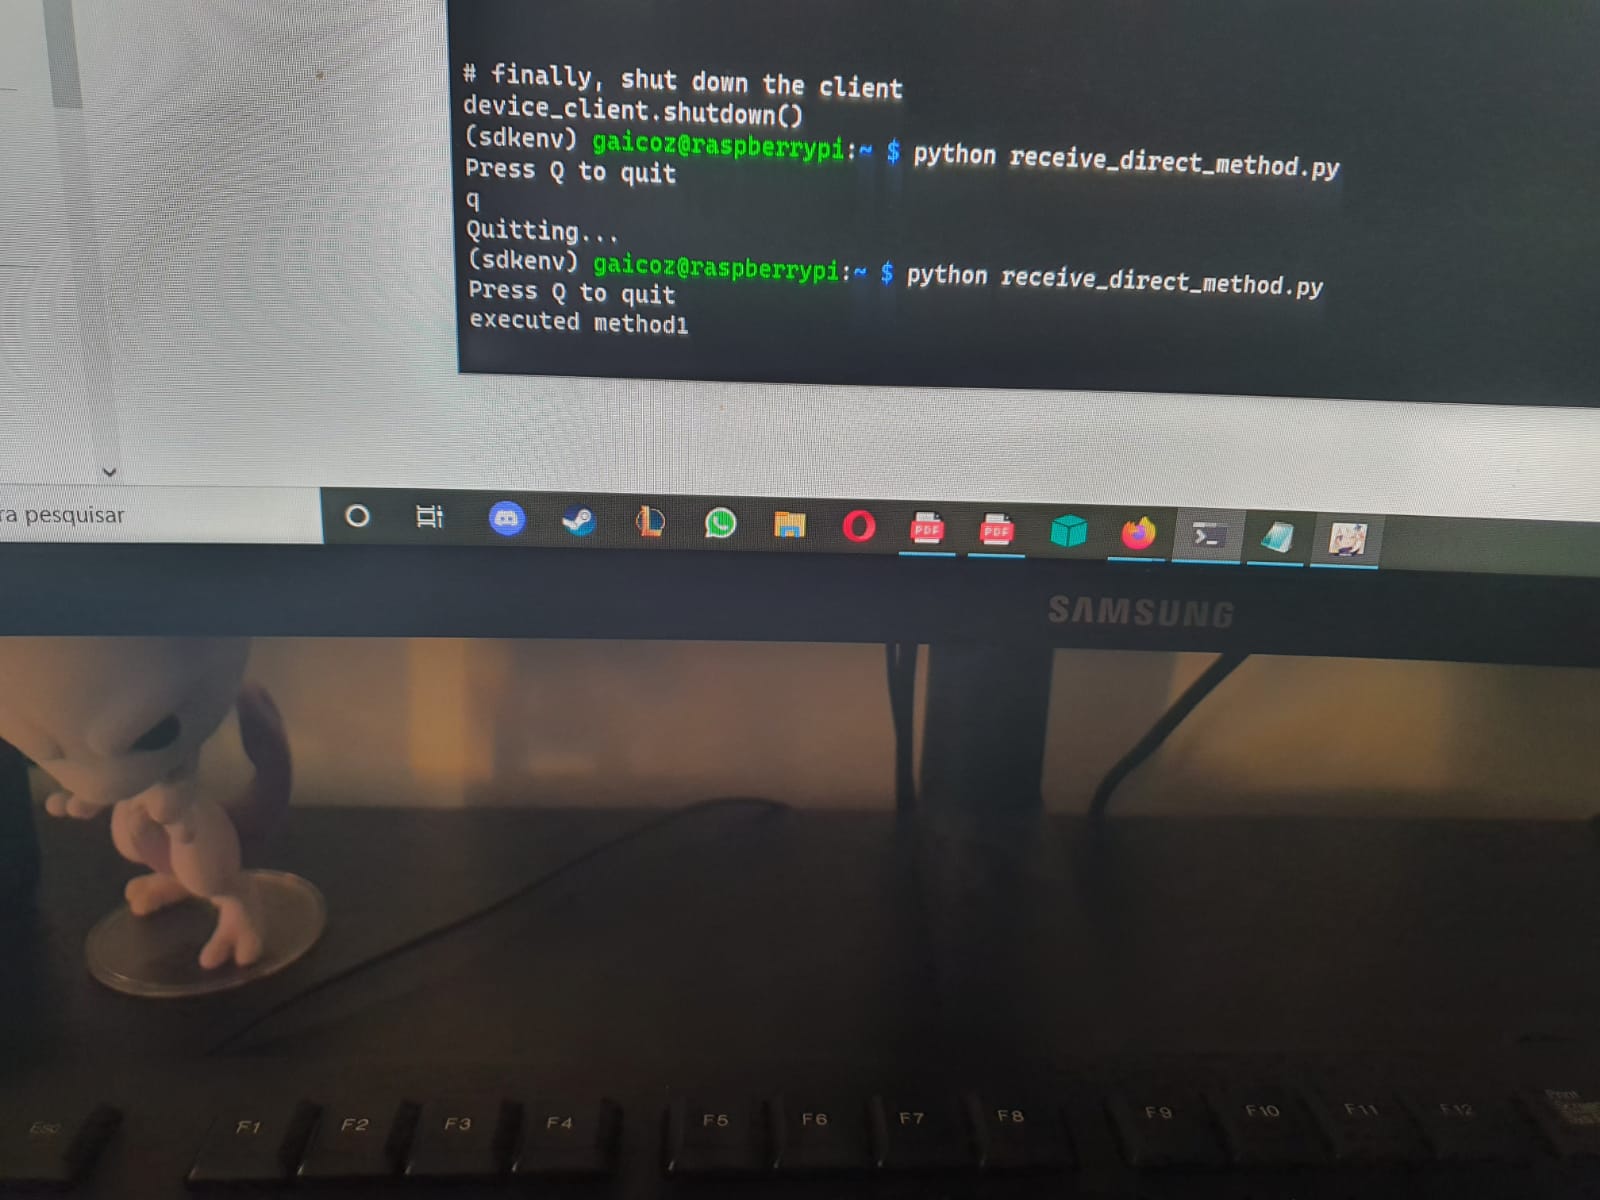 # finally, shut down the client
device_client.shutdown()
(sdkenv) gaicoz@raspberrypi:~ $ python receive_direct_method.py
Press Q to quit
q
Quitting...
(sdkenv) gaicoz@raspberrypi:~ $ python receive_direct_method.py
Press Q to quit
executed method1
ra pesquisar
PDF
PDF
SAMSUNG
Esc
F1
F2
F3
F4
F5
F6
F7
F8
F9
F10
F11
F12
Print